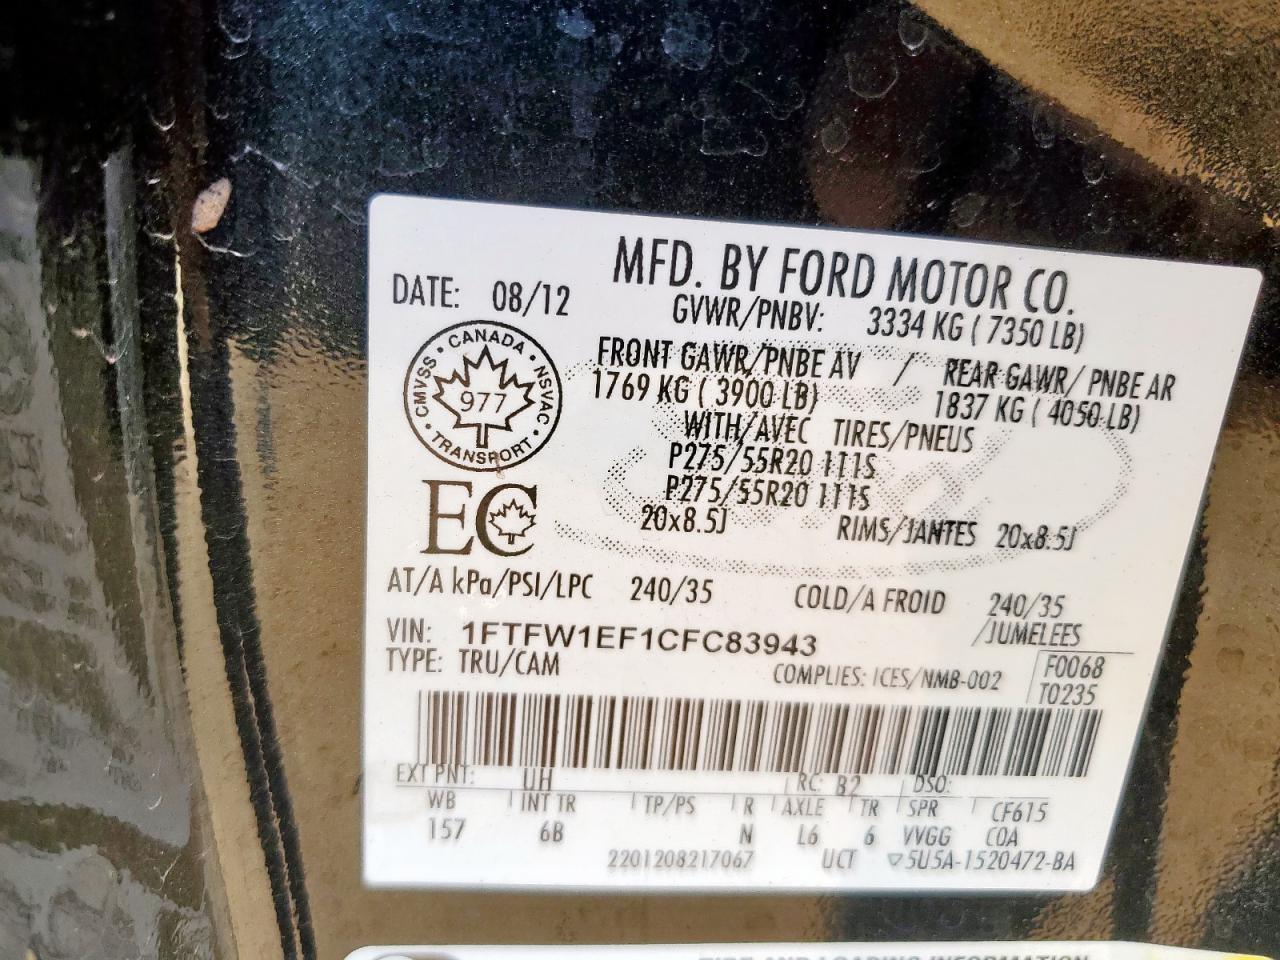 MFD. BY FORD MOTOR CO.
DATE: 08/12
GVWR/PNBV: 3334 KG ( 7350 LB)
FRONT GAWR/PNBE AV / REAR GAWR/ PNBE AR
1769 KG ( 3900 LB) 1837 KG ( 4050 LB)
WITH/AVEC TIRES/PNEUS
P275/55R20 111S
P275/55R20 111S
20x8.5J RIMS/JANTES 20x8.5J
CMVSS • CANADA • NSVAC • TRANSPORT •
977
EC
AT/A kPa/PSI/LPC 240/35 COLD/A FROID 240/35
/JUMELEES
VIN: 1FTFW1EF1CFC83943
TYPE: TRU/CAM
COMPLIES: ICES/NMB-002
F0068
T0235
EXT PNT: UH RC: B2 DSO:
WB INT TR TP/PS R AXLE TR SPR CF615
157 6B N L6 6 VVGG COA
2201208217067 UCT 5U5A-1520472-BA
TIRE AND LOADING INFORMATION